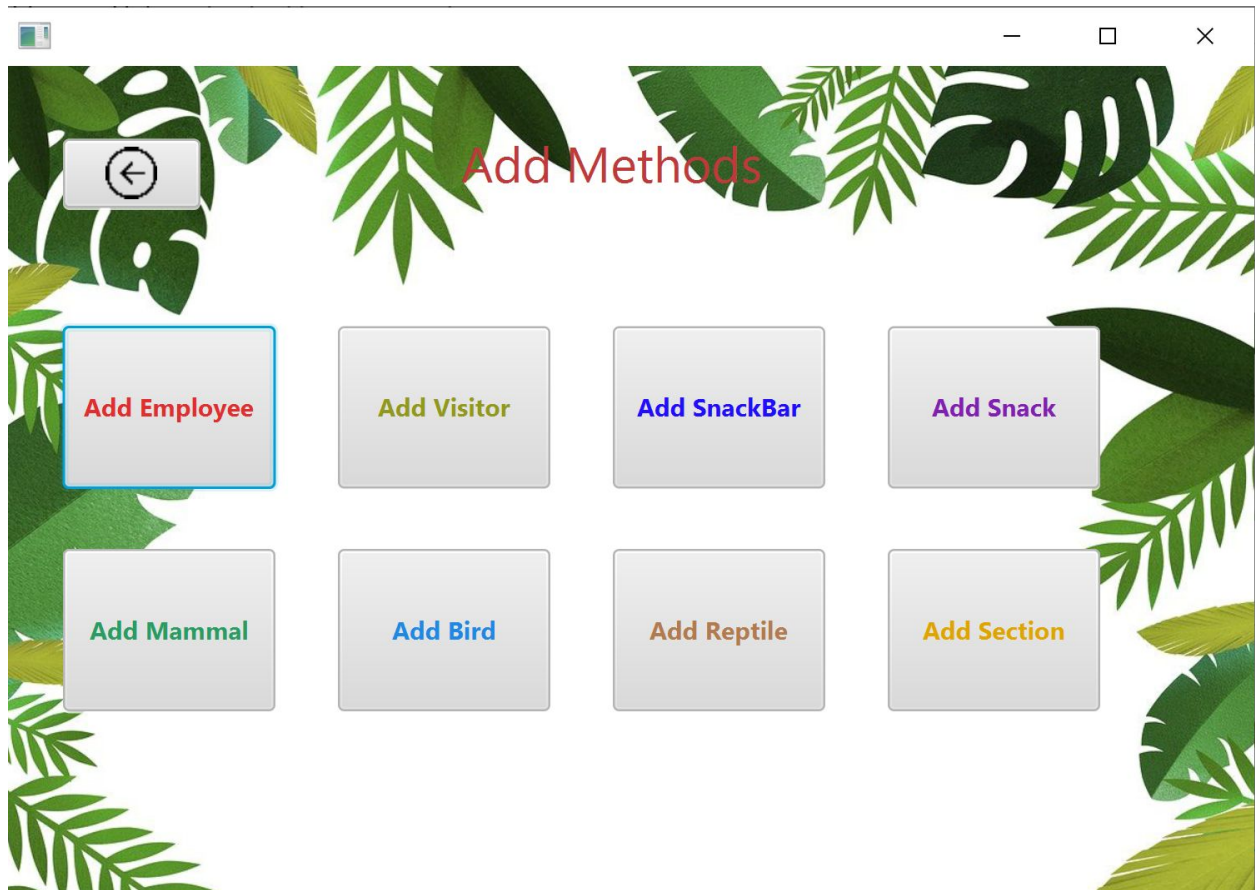 Add Methods
Add Employee
Add Visitor
Add SnackBar
Add Snack
Add Mammal
Add Bird
Add Reptile
Add Section